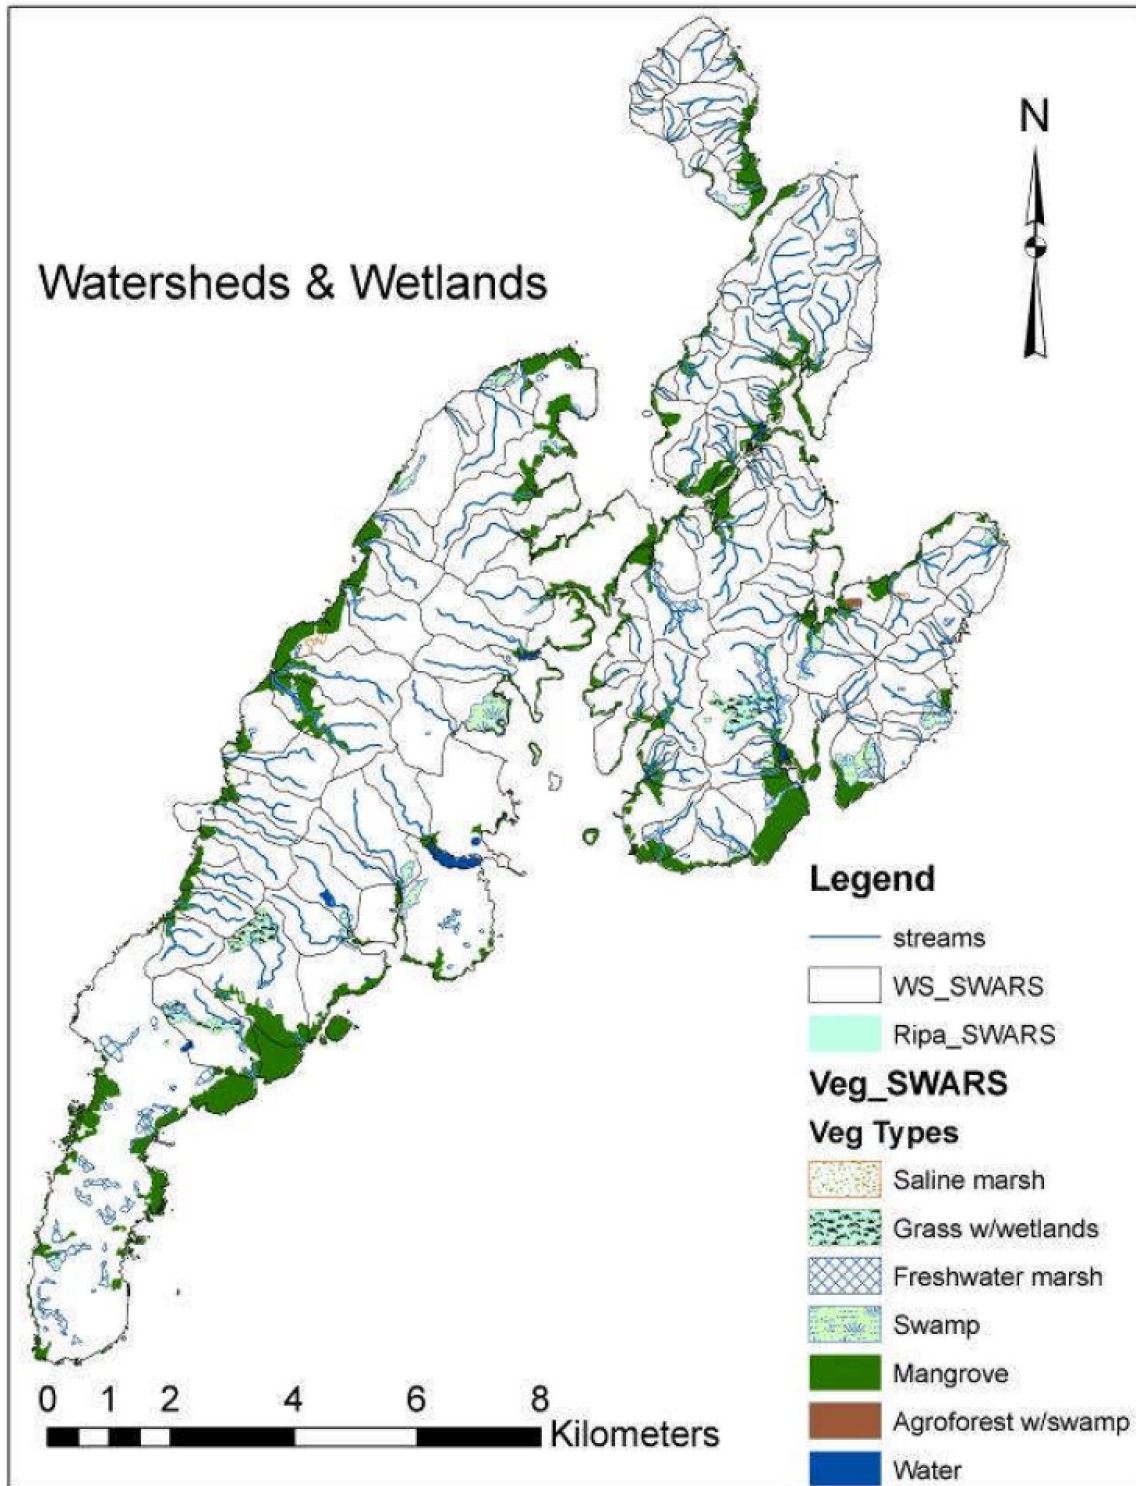 N
Watersheds & Wetlands
Legend
streams
WS_SWARS
Ripa_SWARS
Veg_SWARS
Veg Types
Saline marsh
Grass w/wetlands
Freshwater marsh
Swamp
Mangrove
Agroforest w/swamp
Water
0 1 2 4 6 8
Kilometers